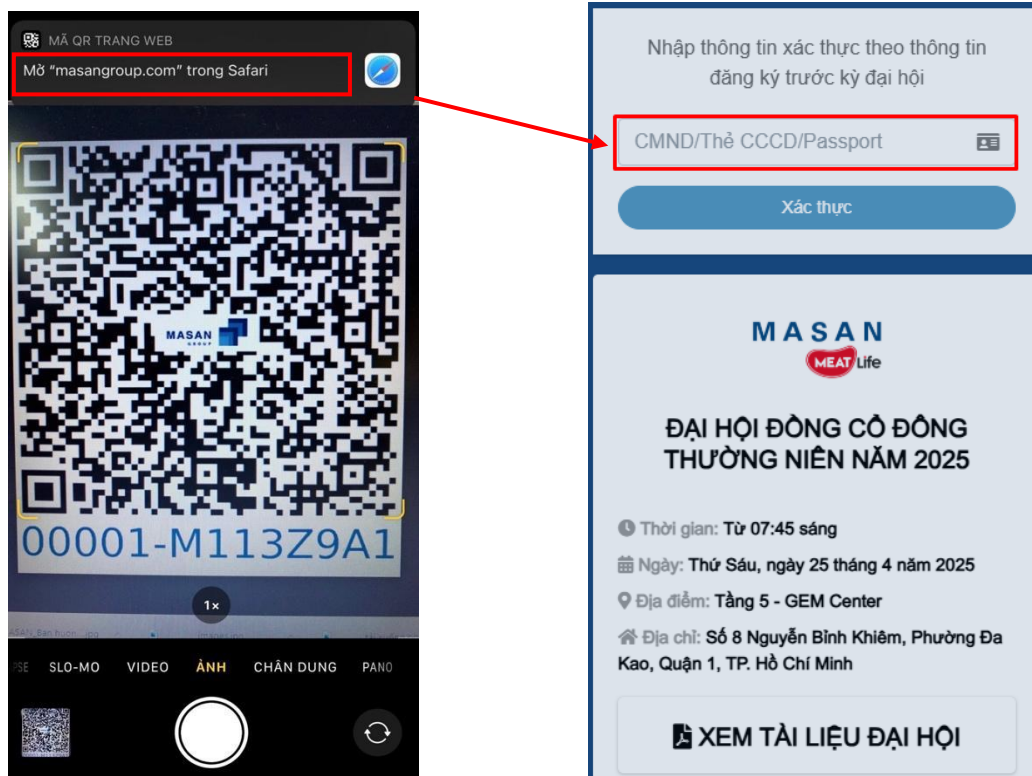 MÃ QR TRANG WEB
Mở “masangroup.com” trong Safari
MASAN
GROUP
00001-M113Z9A1
1×
SLO-MO VIDEO ẢNH CHÂN DUNG PANO
Nhập thông tin xác thực theo thông tin
đăng ký trước kỳ đại hội
CMND/Thẻ CCCD/Passport
Xác thực
MASAN
MEATLife
ĐẠI HỘI ĐỒNG CỔ ĐÔNG
THƯỜNG NIÊN NĂM 2025
Thời gian: Từ 07:45 sáng
Ngày: Thứ Sáu, ngày 25 tháng 4 năm 2025
Địa điểm: Tầng 5 - GEM Center
Địa chỉ: Số 8 Nguyễn Bỉnh Khiêm, Phường Đa
Kao, Quận 1, TP. Hồ Chí Minh
XEM TÀI LIỆU ĐẠI HỘI